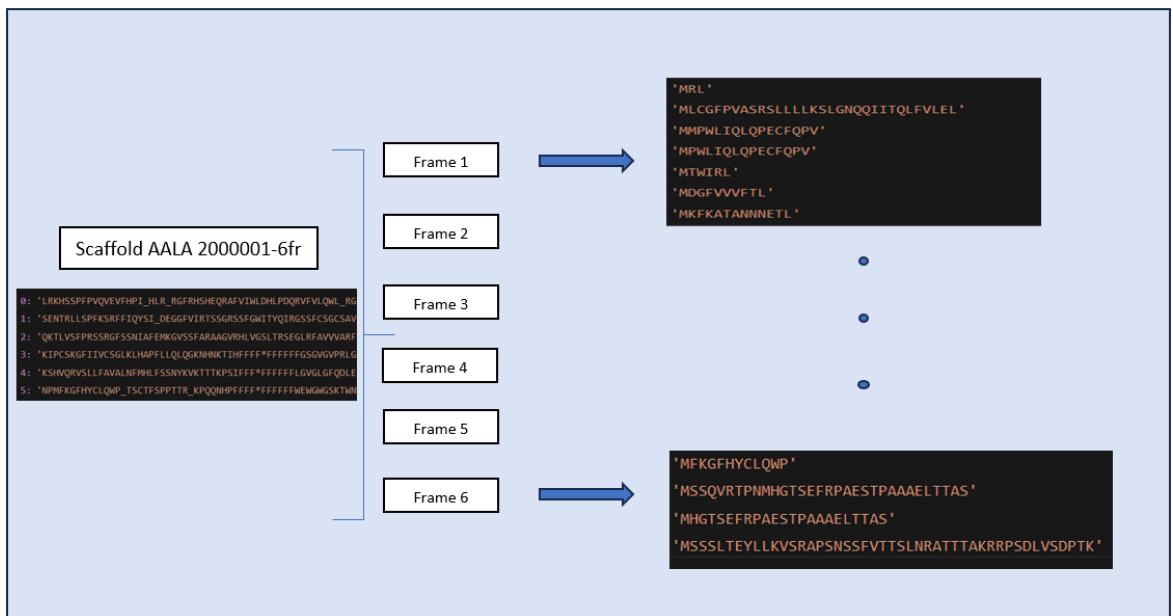 Scaffold AALA 2000001-6fr
0: 'LRKHSSPFPVQVEVFHPI_HLR_RGFRHSHEQRAFVIWLDHLPDQRVFVLQWL_RG
1: 'SENTRLLSPFKSRFFIQYSI_DEGGFVIRTSSGRSSFGWITYQIRGSSFCSGCSAV
2: 'QKTLVSFPRSSRGFSSNIAFEMKGVSSFARAAGVRHLVGSLTRSEGLRFAVVVARF
3: 'KIPCSKGFIIVCSGLKLHAPFLLQLQGKNHNKTIHFFFF*FFFFFFGSGVGVPRLG
4: 'KSHVQRVSLLFAVALNFMHLFSSNYKVKTTTKPSIFFF*FFFFFFLGVGLGFQDLE
5: 'NPMFKGFHYCLQWP_TSCTFSPPTTR_KPQQNHPFFFF*FFFFFFWEWGWGSKTWN
Frame 1
Frame 2
Frame 3
Frame 4
Frame 5
Frame 6
'MRL'
'MLCGFPVASRSLLLLKSLGNQQIITQLFVLEL'
'MMPWLIQLQPECFQPV'
'MPWLIQLQPECFQPV'
'MTWIRL'
'MDGFVVVFTL'
'MKFKATANNNETL'
'MFKGFHYCLQWP'
'MSSQVRTPNMHGTSEFRPAESTPAAAELTTAS'
'MHGTSEFRPAESTPAAAELTTAS'
'MSSSLTEYLLKVSRAPSNSSFVTTSLNRATTTAKRRPSDLVSDPTK'